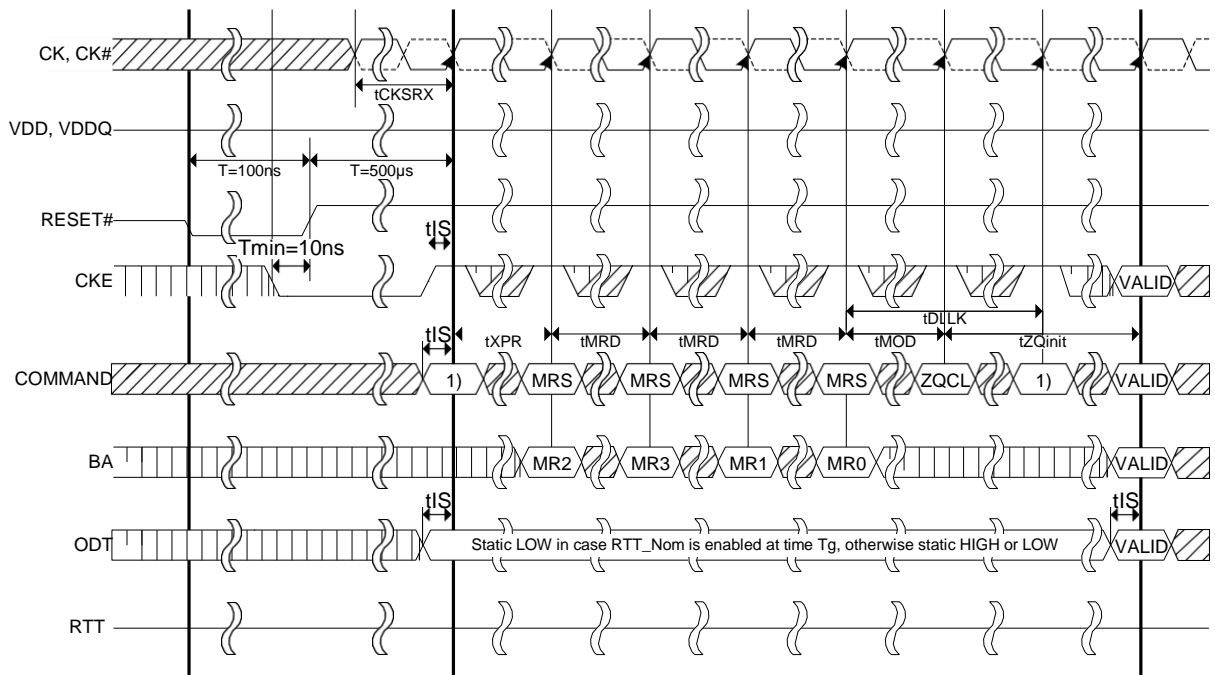 CK, CK#
tCKSRX
VDD, VDDQ
T=100ns T=500µs
RESET#
tIS
Tmin=10ns
CKE VALID
tDLLK
tIS tXPR tMRD tMRD tMRD tMOD tZQinit
COMMAND 1) MRS MRS MRS MRS ZQCL 1) VALID
BA MR2 MR3 MR1 MR0 VALID
tIS tIS
ODT Static LOW in case RTT_Nom is enabled at time Tg, otherwise static HIGH or LOW VALID
RTT